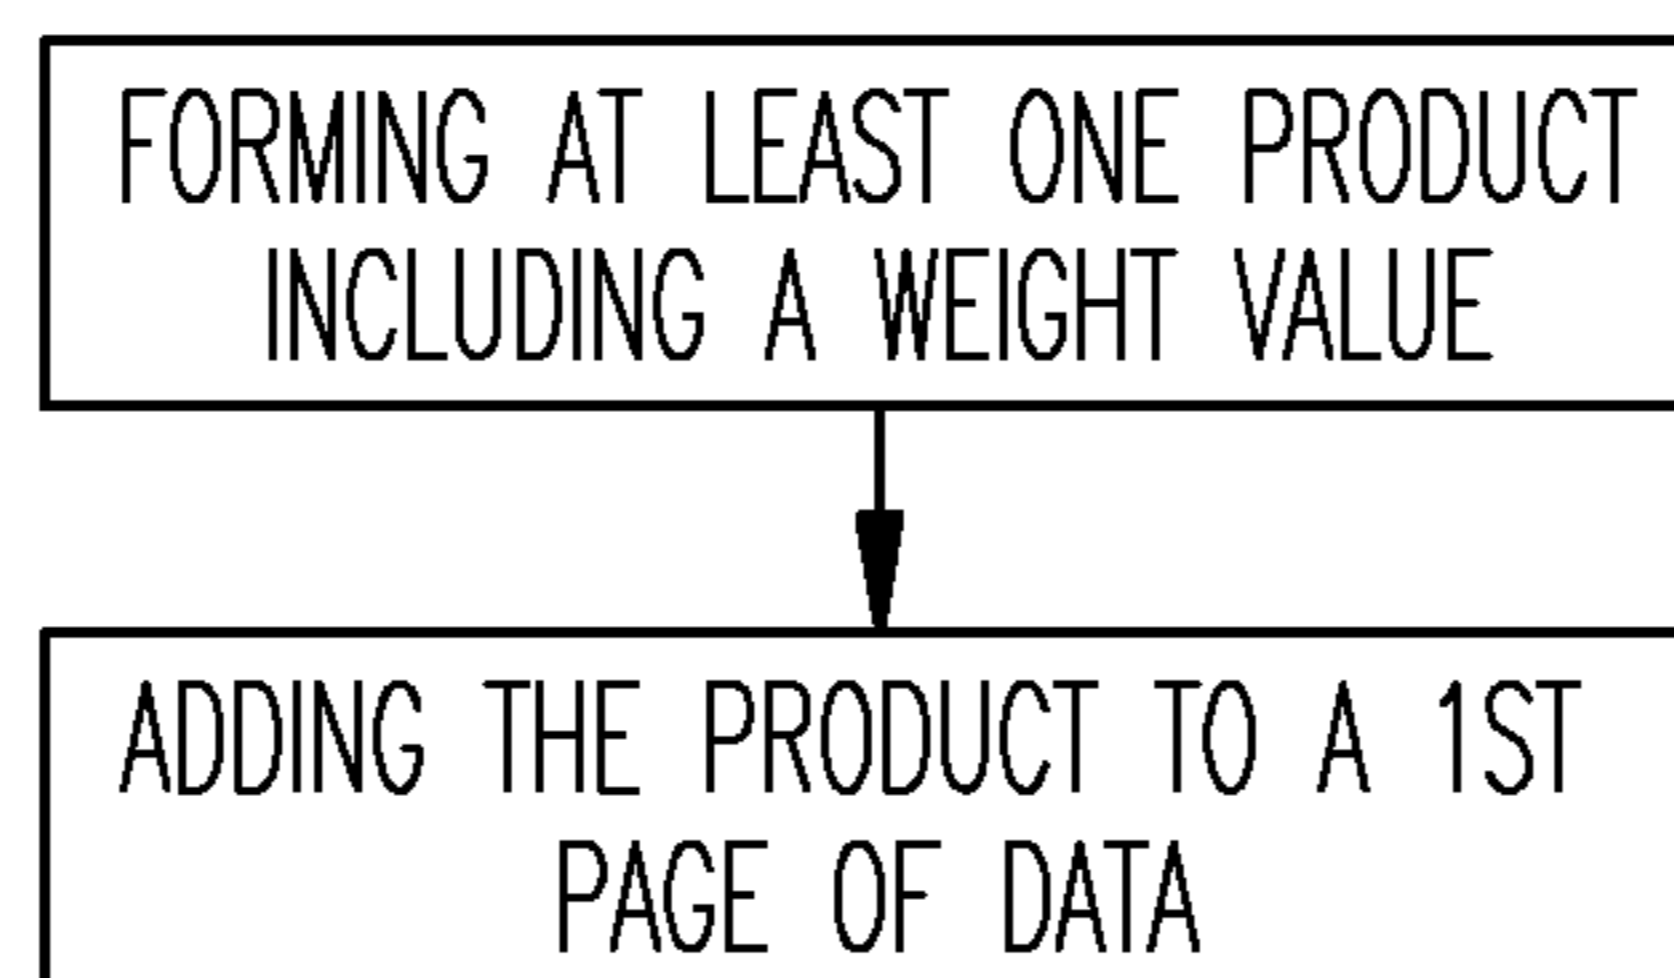 FORMING AT LEAST ONE PRODUCT
INCLUDING A WEIGHT VALUE
ADDING THE PRODUCT TO A 1ST
PAGE OF DATA